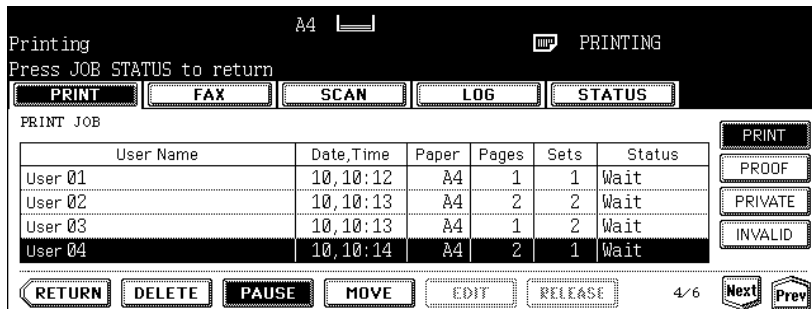 A4
Printing PRINTING
Press JOB STATUS to return
PRINT FAX SCAN LOG STATUS
PRINT JOB
PRINT
User Name Date,Time Paper Pages Sets Status
PROOF
User 01 10,10:12 A4 1 1 Wait
User 02 10,10:13 A4 2 2 Wait
PRIVATE
User 03 10,10:13 A4 1 2 Wait
INVALID
User 04 10,10:14 A4 2 1 Wait
RETURN DELETE PAUSE MOVE EDIT RELEASE 4/6 Next Prev